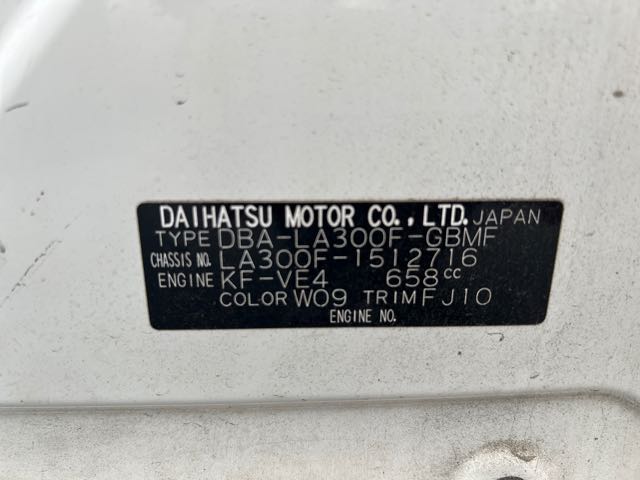 DAIHATSU MOTOR CO.,LTD. JAPAN
TYPE DBA-LA300F-GBMF
CHASSIS NO. LA300F-1512716
ENGINE KF-VE4 658cc
COLOR W09 TRIM FJ10
ENGINE NO.